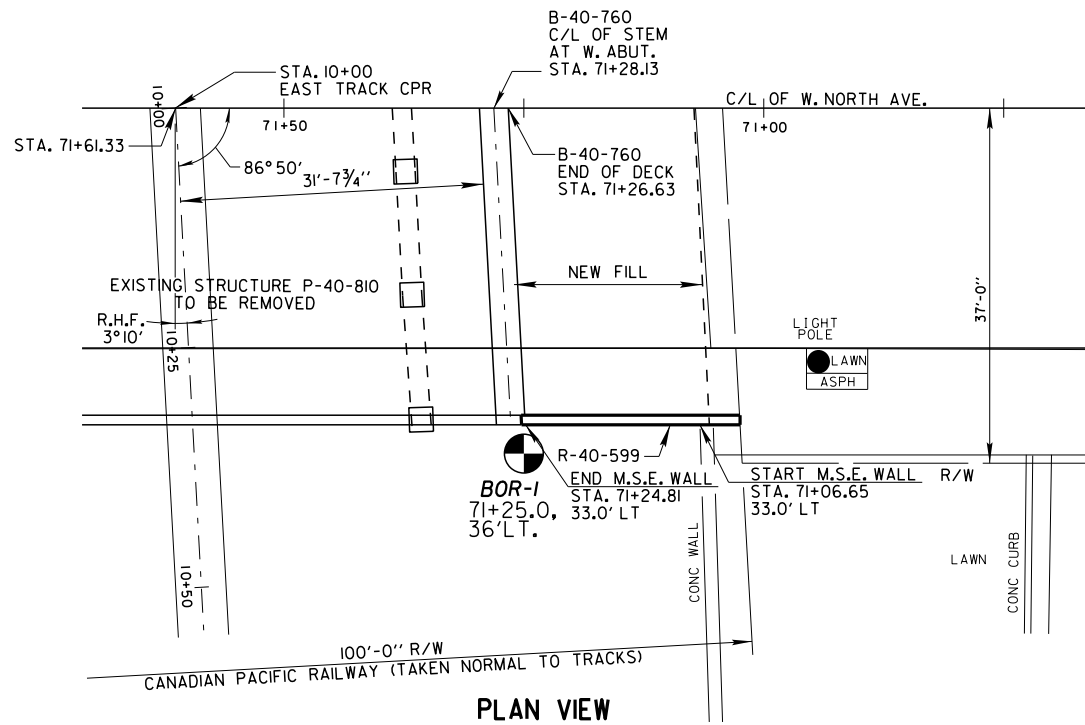 B-40-760
C/L OF STEM
AT W. ABUT.
STA. 71+28.13
STA. 10+00
EAST TRACK CPR
10+00
C/L OF W. NORTH AVE.
71+50
71+00
STA. 71+61.33
86°50'
31'-7¾''
B-40-760
END OF DECK
STA. 71+26.63
NEW FILL
EXISTING STRUCTURE P-40-810
TO BE REMOVED
37'-0''
R.H.F.
3°10'
10+25
LIGHT
POLE
LAWN
ASPH
R-40-599
END M.S.E. WALL
STA. 71+24.81
33.0' LT
START M.S.E. WALL
STA. 71+06.65
33.0' LT
R/W
BOR-1
71+25.0,
36'LT.
CONC WALL
LAWN
CONC CURB
10+50
100'-0'' R/W
CANADIAN PACIFIC RAILWAY (TAKEN NORMAL TO TRACKS)
PLAN VIEW